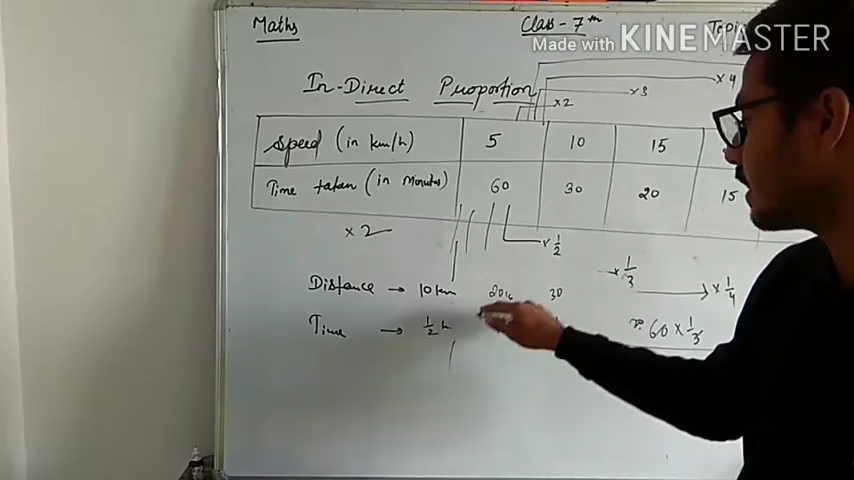 Maths Class - 7th Topi
Made with KINEMASTER
In-Direct Proportion
×2 ×3 ×4
Speed (in km/h) 5 10 15
Time taken (in Minutes) 60 30 20 15
×2 × 1/2
× 1/3 × 1/4
Distance → 10 km 30
Time → 1/2 h 60 × 1/3